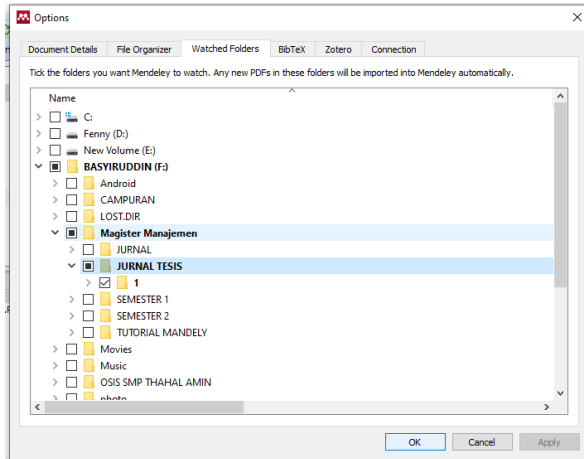 Options
Document Details File Organizer Watched Folders BibTeX Zotero Connection
Tick the folders you want Mendeley to watch. Any new PDFs in these folders will be imported into Mendeley automatically.
Name
C:
Fenny (D:)
New Volume (E:)
BASYIRUDDIN (F:)
Android
CAMPURAN
LOST.DIR
Magister Manajemen
JURNAL
JURNAL TESIS
1
SEMESTER 1
SEMESTER 2
TUTORIAL MANDELY
Movies
Music
OSIS SMP THAHAL AMIN
photo
OK Cancel Apply